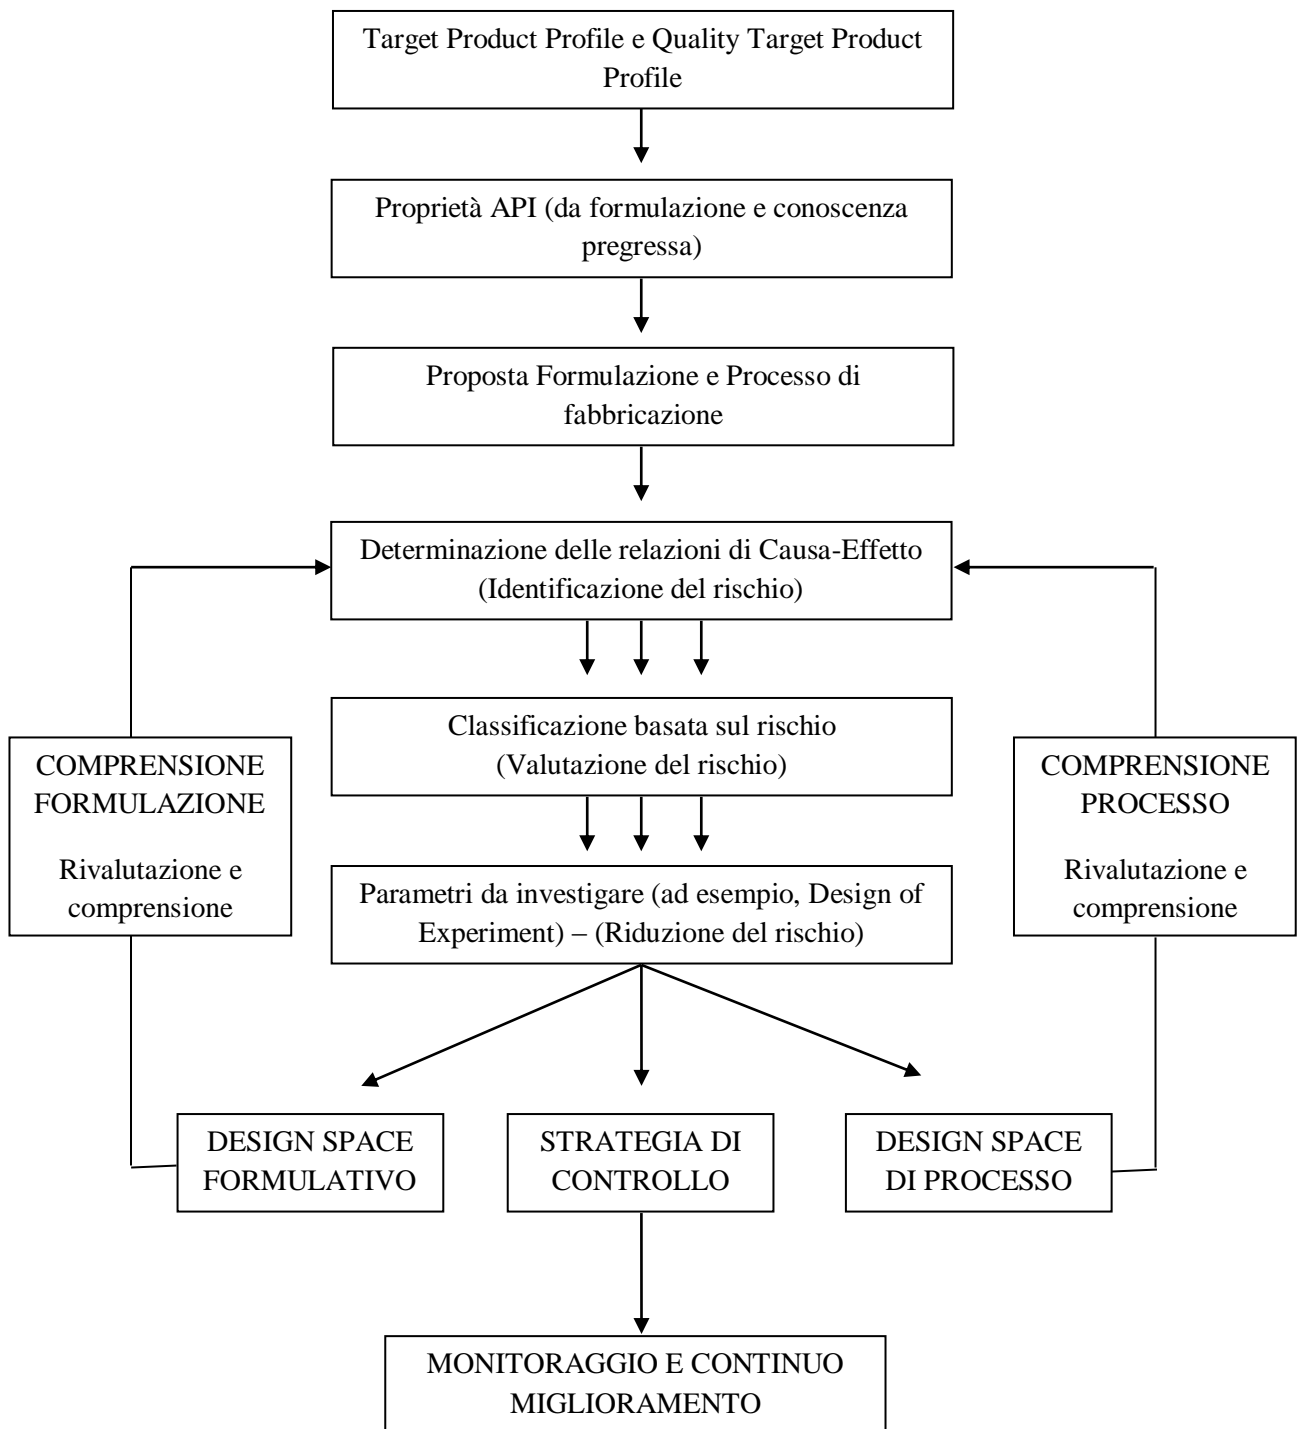 Target Product Profile e Quality Target Product
Profile
Proprietà API (da formulazione e conoscenza
pregressa)
Proposta Formulazione e Processo di
fabbricazione
Determinazione delle relazioni di Causa-Effetto
(Identificazione del rischio)
Classificazione basata sul rischio
(Valutazione del rischio)
COMPRENSIONE
FORMULAZIONE
Rivalutazione e
comprensione
COMPRENSIONE
PROCESSO
Rivalutazione e
comprensione
Parametri da investigare (ad esempio, Design of
Experiment) – (Riduzione del rischio)
DESIGN SPACE
FORMULATIVO
STRATEGIA DI
CONTROLLO
DESIGN SPACE
DI PROCESSO
MONITORAGGIO E CONTINUO
MIGLIORAMENTO